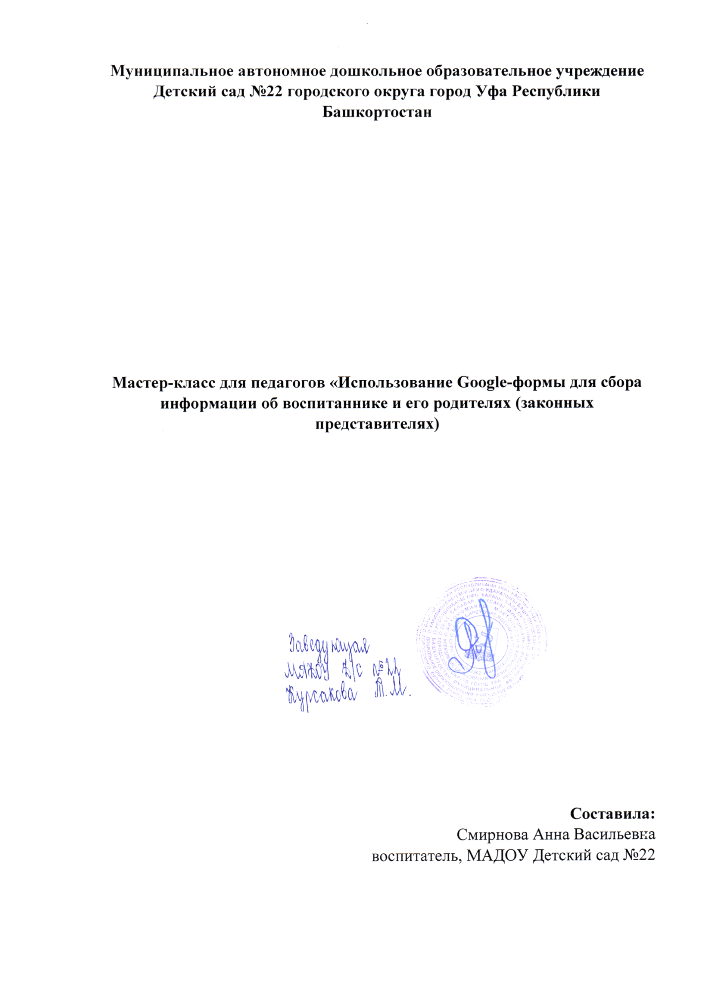 Муниципальное автономное дошкольное образовательное учреждение
Детский сад №22 городского округа город Уфа Республики
Башкортостан
Мастер-класс для педагогов «Использование Google-формы для сбора
информации об воспитаннике и его родителях (законных
представителях)
Заведующая
МАДОУ Д/с №22
Курсакова Т.М.
Составила:
Смирнова Анна Васильевна
воспитатель, МАДОУ Детский сад №22